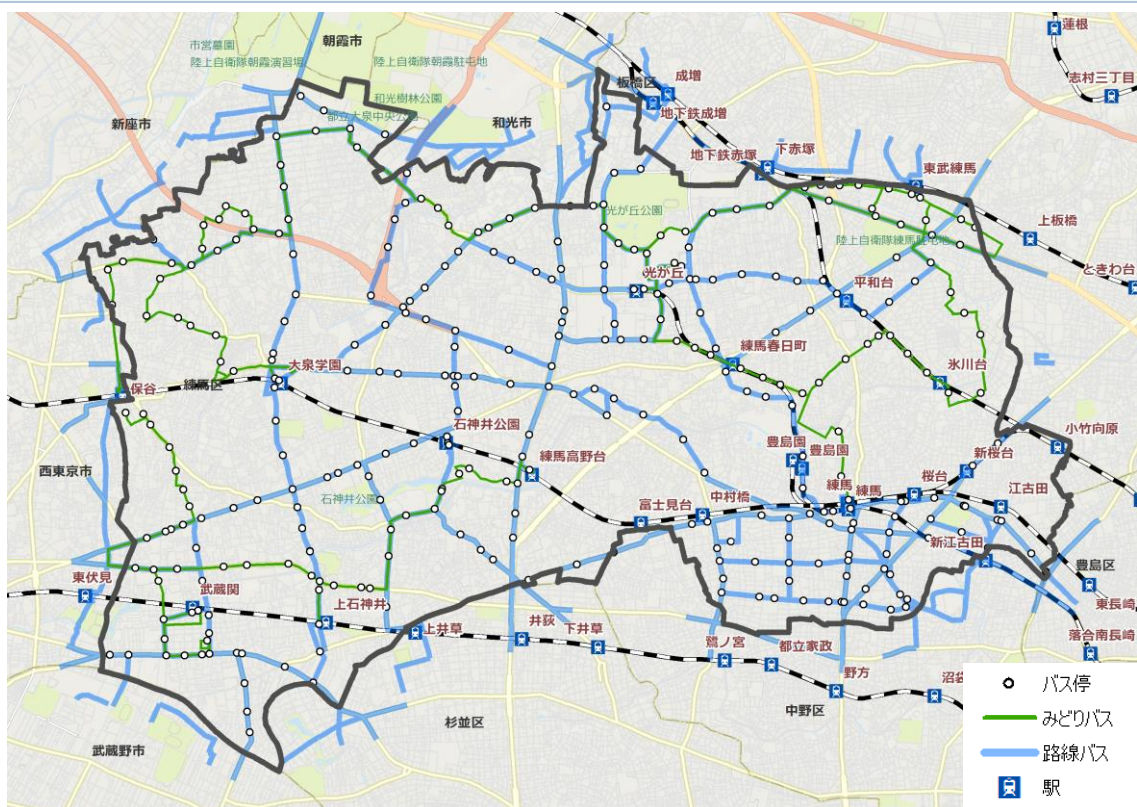 蓮根
朝霞市
市営墓園
陸上自衛隊朝霞演習場
陸上自衛隊朝霞駐屯地
板橋区
成増
志村三丁目
和光樹林公園
新座市
都立大泉中央公園
和光市
地下鉄成増
地下鉄赤塚
下赤塚
東武練馬
光が丘公園
上板橋
陸上自衛隊練馬駐屯地
光が丘
ときわ台
平和台
練馬春日町
大泉学園
氷川台
保谷
練馬区
石神井公園
小竹向原
豊島園
豊島園
新桜台
西東京市
練馬高野台
石神井公園
練馬
練馬
桜台
江古田
富士見台
中村橋
新江古田
東伏見
武蔵関
豊島区
上石神井
東長崎
上井草
井荻
下井草
鷺ノ宮
都立家政
落合南長崎
野方
沼袋
杉並区
中野区
武蔵野市
バス停
みどりバス
路線バス
駅